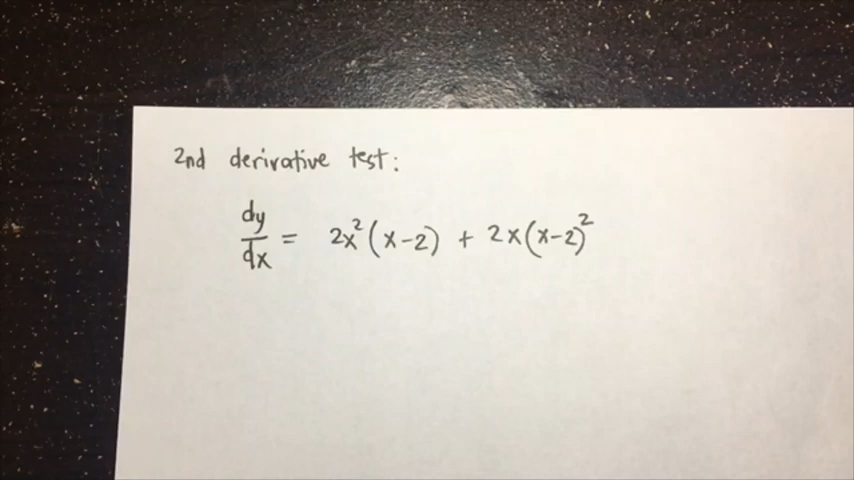 2nd derivative test:
dy/dx = 2x²(x-2) + 2x(x-2)²